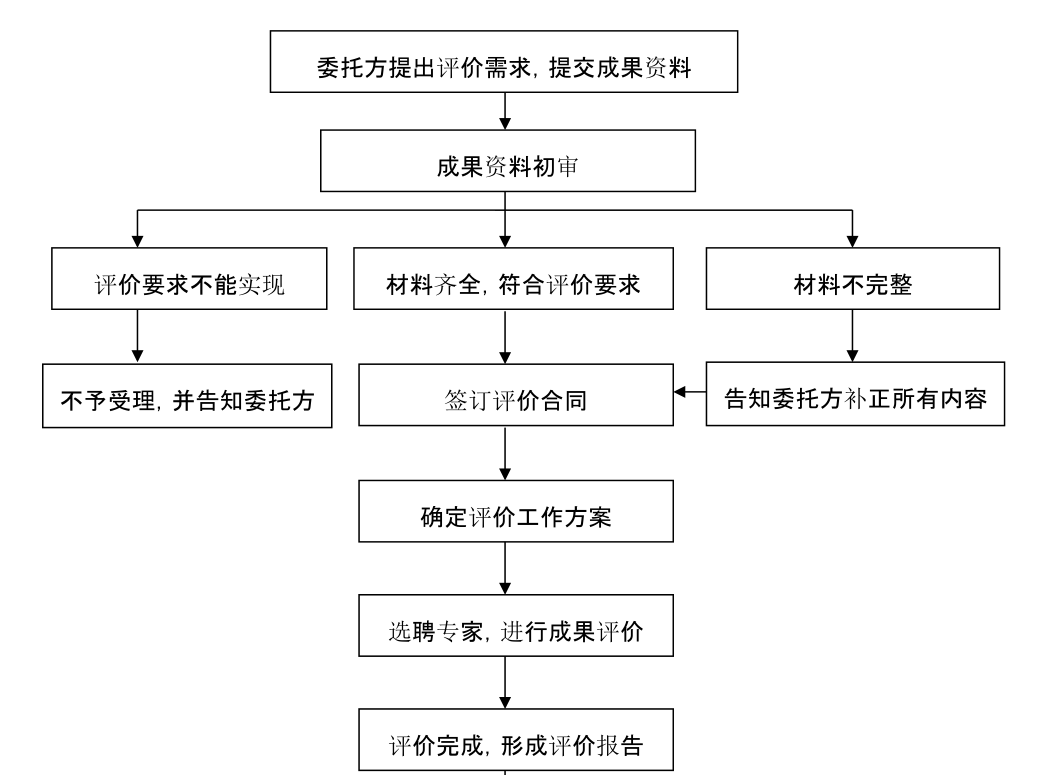 委托方提出评价需求，提交成果资料
成果资料初审
评价要求不能实现
材料齐全，符合评价要求
材料不完整
不予受理，并告知委托方
签订评价合同
告知委托方补正所有内容
确定评价工作方案
选聘专家，进行成果评价
评价完成，形成评价报告